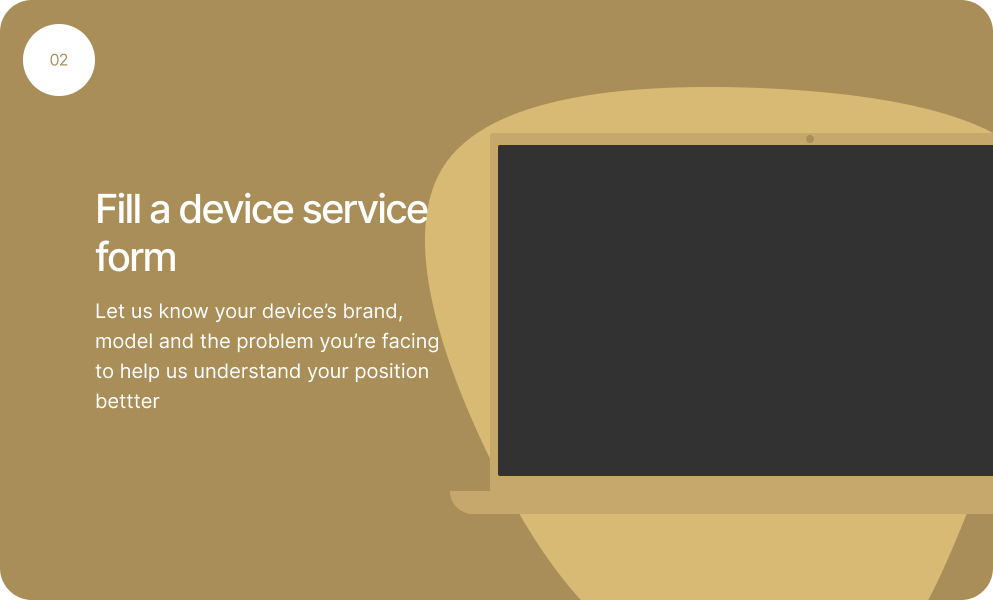 02
Fill a device service
form
Let us know your device’s brand,
model and the problem you’re facing
to help us understand your position
bettter